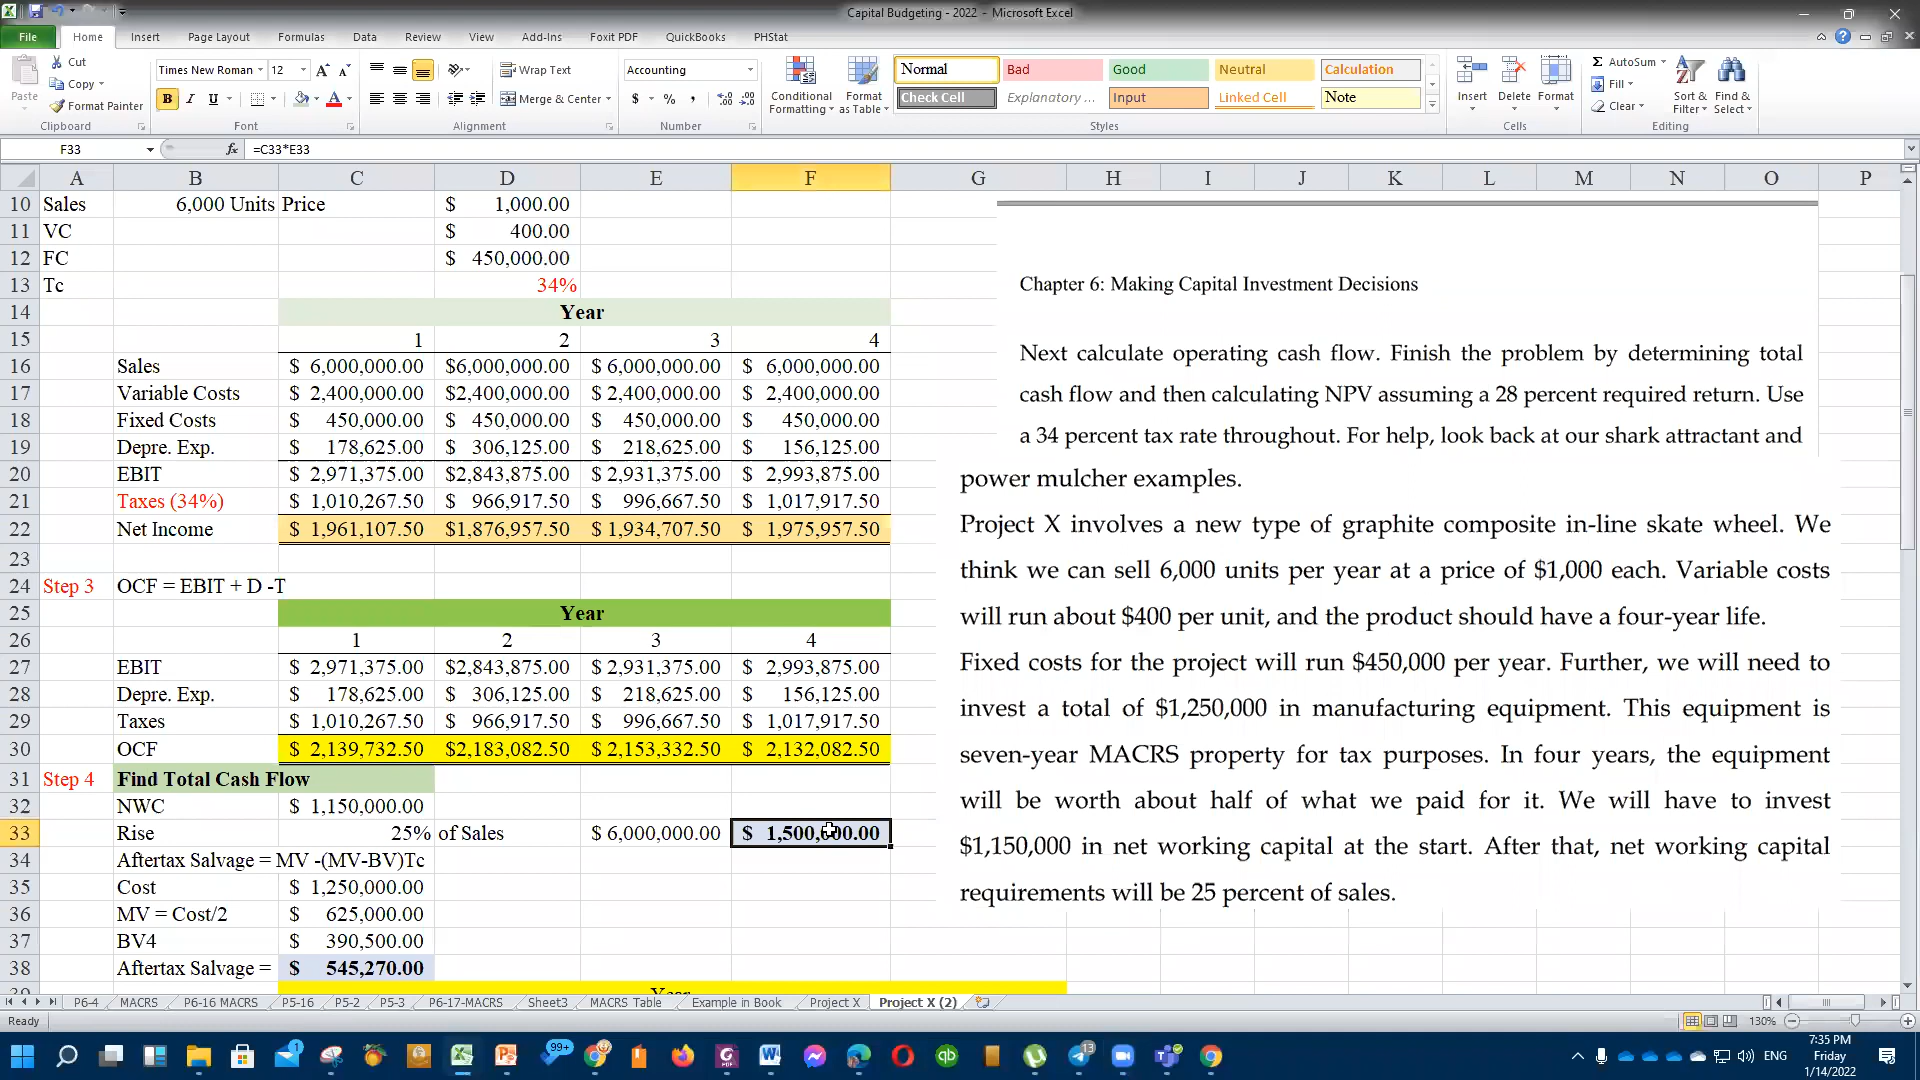 Capital Budgeting - 2022 - Microsoft Excel
File Home Insert Page Layout Formulas Data Review View Add-Ins Foxit PDF QuickBooks PHStat
Paste Cut Copy Format Painter
Times New Roman 12
B I U
Wrap Text
Merge & Center
Accounting
$ % ,
Conditional Formatting Format as Table
Normal Bad Good Neutral Calculation
Check Cell Explanatory ... Input Linked Cell Note
Insert Delete Format
AutoSum Fill Clear
Sort & Filter Find & Select
Clipboard Font Alignment Number Styles Cells Editing
F33 fx =C33*E33
A B C D E F G H I J K L M N O P
10 Sales 6,000 Units Price $ 1,000.00
11 VC $ 400.00
12 FC $ 450,000.00
13 Tc 34%
14 Year
15 1 2 3 4
16 Sales $ 6,000,000.00 $6,000,000.00 $ 6,000,000.00 $ 6,000,000.00
17 Variable Costs $ 2,400,000.00 $2,400,000.00 $ 2,400,000.00 $ 2,400,000.00
18 Fixed Costs $ 450,000.00 $ 450,000.00 $ 450,000.00 $ 450,000.00
19 Depre. Exp. $ 178,625.00 $ 306,125.00 $ 218,625.00 $ 156,125.00
20 EBIT $ 2,971,375.00 $2,843,875.00 $ 2,931,375.00 $ 2,993,875.00
21 Taxes (34%) $ 1,010,267.50 $ 966,917.50 $ 996,667.50 $ 1,017,917.50
22 Net Income $ 1,961,107.50 $1,876,957.50 $ 1,934,707.50 $ 1,975,957.50
23
24 Step 3 OCF = EBIT + D -T
25 Year
26 1 2 3 4
27 EBIT $ 2,971,375.00 $2,843,875.00 $ 2,931,375.00 $ 2,993,875.00
28 Depre. Exp. $ 178,625.00 $ 306,125.00 $ 218,625.00 $ 156,125.00
29 Taxes $ 1,010,267.50 $ 966,917.50 $ 996,667.50 $ 1,017,917.50
30 OCF $ 2,139,732.50 $2,183,082.50 $ 2,153,332.50 $ 2,132,082.50
31 Step 4 Find Total Cash Flow
32 NWC $ 1,150,000.00
33 Rise 25% of Sales $ 6,000,000.00 $ 1,500,000.00
34 Aftertax Salvage = MV -(MV-BV)Tc
35 Cost $ 1,250,000.00
36 MV = Cost/2 $ 625,000.00
37 BV4 $ 390,500.00
38 Aftertax Salvage = $ 545,270.00
39 Year
Chapter 6: Making Capital Investment Decisions
Next calculate operating cash flow. Finish the problem by determining total
cash flow and then calculating NPV assuming a 28 percent required return. Use
a 34 percent tax rate throughout. For help, look back at our shark attractant and
power mulcher examples.
Project X involves a new type of graphite composite in-line skate wheel. We
think we can sell 6,000 units per year at a price of $1,000 each. Variable costs
will run about $400 per unit, and the product should have a four-year life.
Fixed costs for the project will run $450,000 per year. Further, we will need to
invest a total of $1,250,000 in manufacturing equipment. This equipment is
seven-year MACRS property for tax purposes. In four years, the equipment
will be worth about half of what we paid for it. We will have to invest
$1,150,000 in net working capital at the start. After that, net working capital
requirements will be 25 percent of sales.
P6-4 MACRS P6-16 MACRS P5-16 P5-2 P5-3 P6-17-MACRS Sheet3 MACRS Table Example in Book Project X Project X (2)
Ready 130%
1 99+ 13
ENG
7:35 PM
Friday
1/14/2022